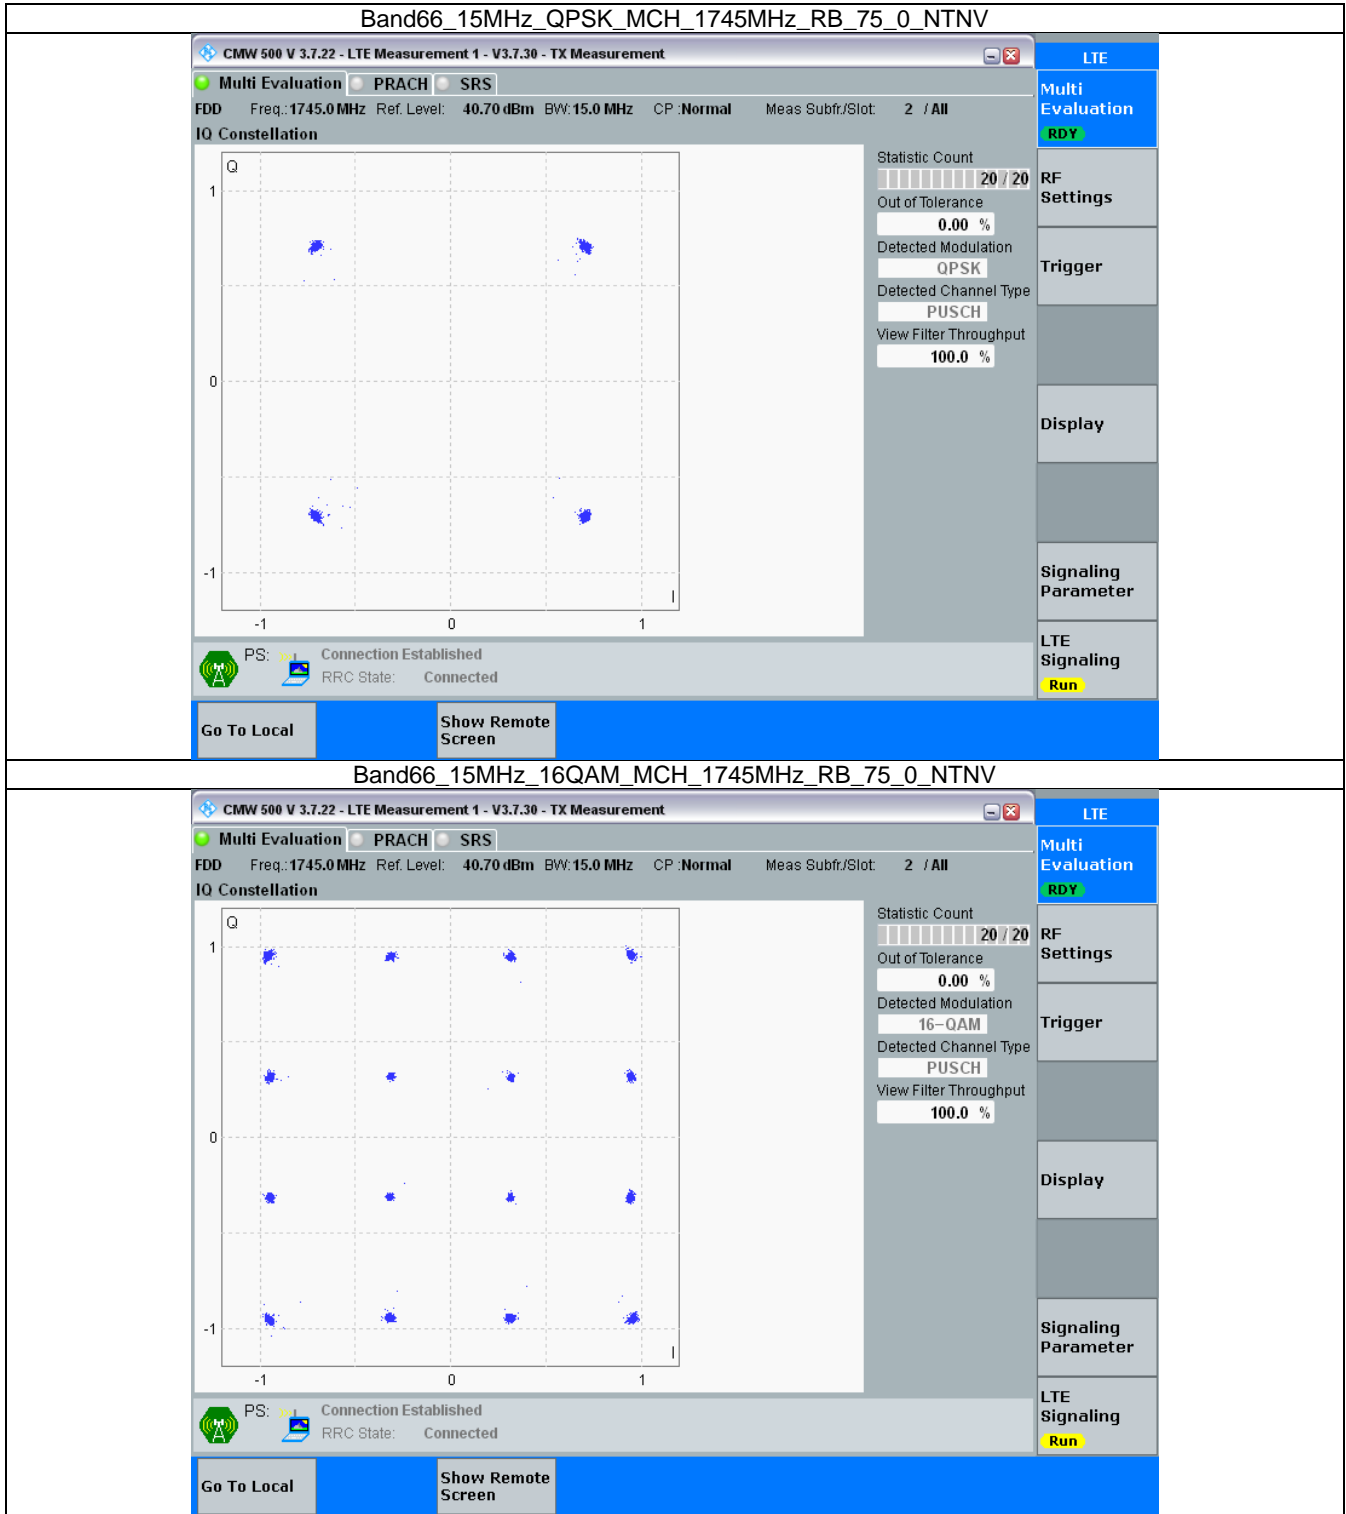 Band66_15MHz_QPSK_MCH_1745MHz_RB_75_0_NTNV
CMW 500 V 3.7.22 - LTE Measurement 1 - V3.7.30 - TX Measurement
LTE
Multi Evaluation PRACH SRS
Multi
Evaluation
RDY
FDD Freq.: 1745.0 MHz Ref. Level: 40.70 dBm BW: 15.0 MHz CP : Normal Meas Subfr./Slot: 2 / All
IQ Constellation
Q
1
0
-1
I
-1 0 1
Statistic Count
20 / 20
Out of Tolerance
0.00 %
Detected Modulation
QPSK
Detected Channel Type
PUSCH
View Filter Throughput
100.0 %
RF
Settings
Trigger
Display
Signaling
Parameter
LTE
Signaling
Run
PS: Connection Established
RRC State: Connected
Go To Local
Show Remote
Screen
Band66_15MHz_16QAM_MCH_1745MHz_RB_75_0_NTNV
CMW 500 V 3.7.22 - LTE Measurement 1 - V3.7.30 - TX Measurement
LTE
Multi Evaluation PRACH SRS
Multi
Evaluation
RDY
FDD Freq.: 1745.0 MHz Ref. Level: 40.70 dBm BW: 15.0 MHz CP : Normal Meas Subfr./Slot: 2 / All
IQ Constellation
Q
1
0
-1
I
-1 0 1
Statistic Count
20 / 20
Out of Tolerance
0.00 %
Detected Modulation
16-QAM
Detected Channel Type
PUSCH
View Filter Throughput
100.0 %
RF
Settings
Trigger
Display
Signaling
Parameter
LTE
Signaling
Run
PS: Connection Established
RRC State: Connected
Go To Local
Show Remote
Screen